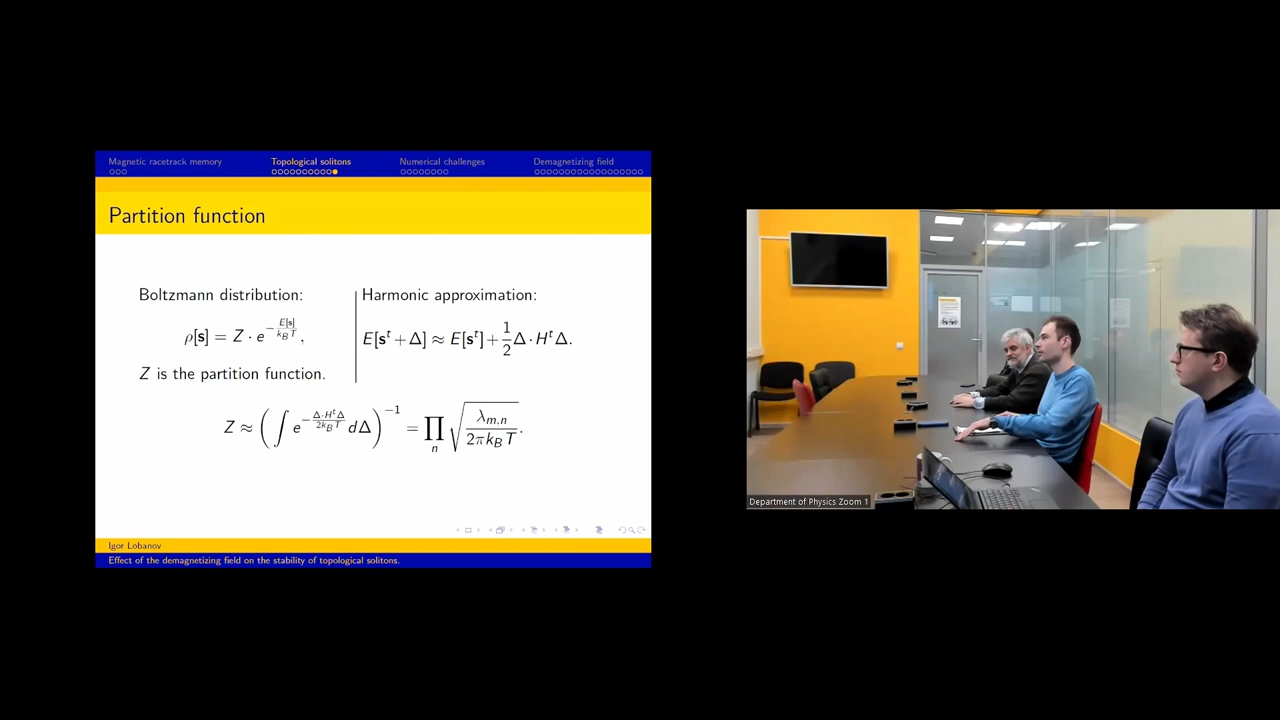 Magnetic racetrack memory Topological solitons Numerical challenges Demagnetizing field
Partition function
Boltzmann distribution: Harmonic approximation:
ρ[s] = Z · e^{-E[s]/k_B T}, E[s^t + Δ] ≈ E[s^t] + 1/2 Δ · H^t Δ.
Z is the partition function.
Z ≈ (∫ e^{-Δ·H^t Δ/2k_B T} dΔ)^{-1} = ∏_n √(λ_{m,n}/2πk_B T).
Igor Lobanov
Effect of the demagnetizing field on the stability of topological solitons.
Department of Physics Zoom 1